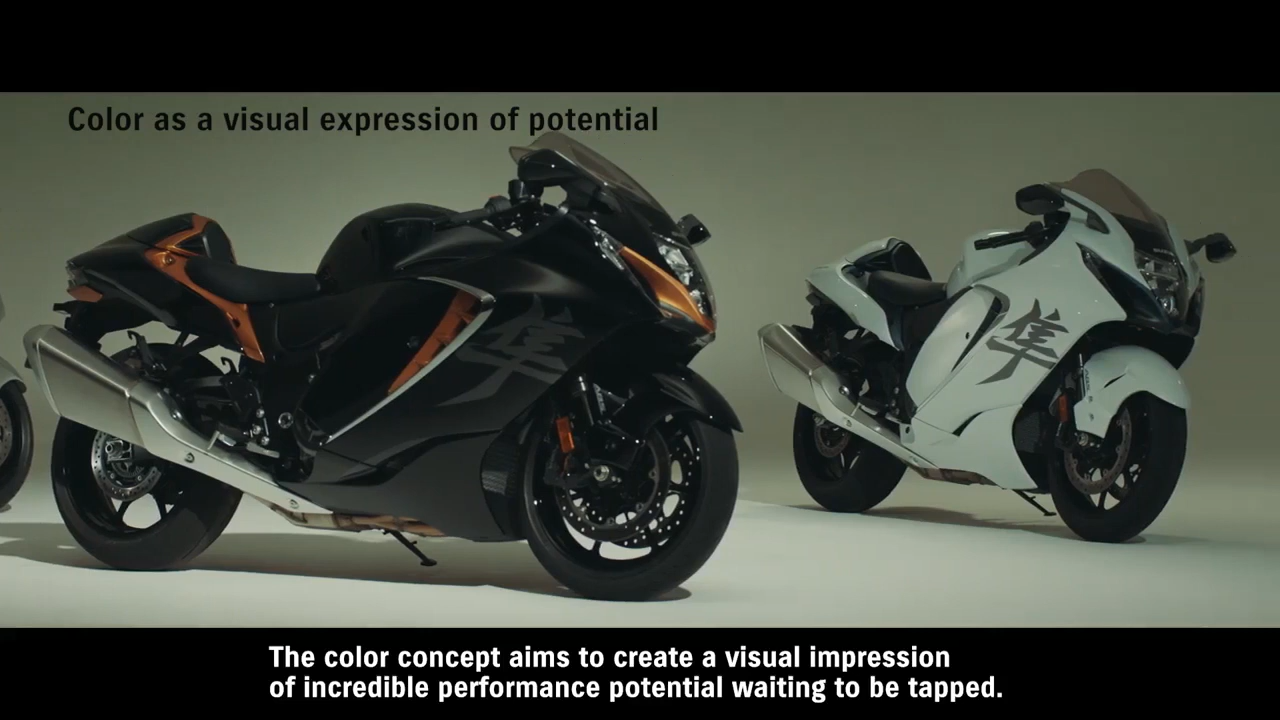 Color as a visual expression of potential
隼
隼
The color concept aims to create a visual impression
of incredible performance potential waiting to be tapped.